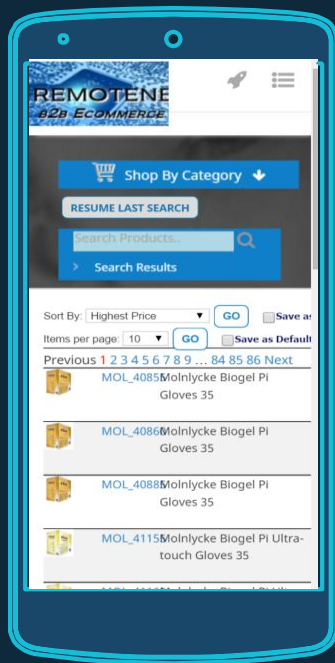 REMOTENE
B2B ECOMMERCE
Shop By Category
RESUME LAST SEARCH
Search Products..
> Search Results
Sort By: Highest Price GO Save as
Items per page: 10 GO Save as Default
Previous 1 2 3 4 5 6 7 8 9 ... 84 85 86 Next
MOL_40855 Molnlycke Biogel Pi
Gloves 35
MOL_40860 Molnlycke Biogel Pi
Gloves 35
MOL_40885 Molnlycke Biogel Pi
Gloves 35
MOL_41155 Molnlycke Biogel Pi Ultra-
touch Gloves 35